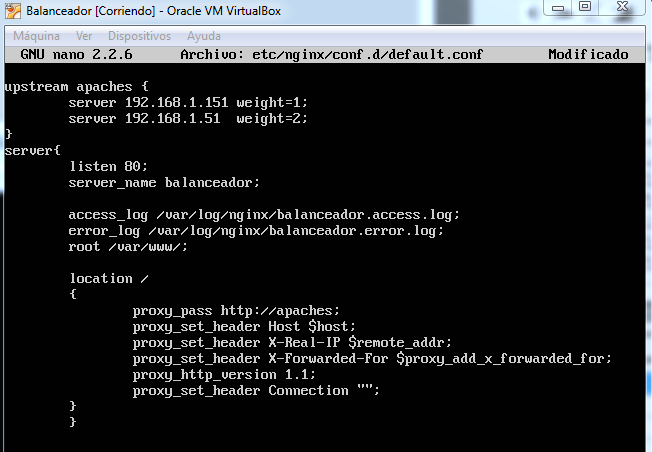 Balanceador [Corriendo] - Oracle VM VirtualBox
Máquina Ver Dispositivos Ayuda
GNU nano 2.2.6 Archivo: etc/nginx/conf.d/default.conf Modificado
upstream apaches {
server 192.168.1.151 weight=1;
server 192.168.1.51 weight=2;
}
server{
listen 80;
server_name balanceador;
access_log /var/log/nginx/balanceador.access.log;
error_log /var/log/nginx/balanceador.error.log;
root /var/www/;
location /
{
proxy_pass http://apaches;
proxy_set_header Host $host;
proxy_set_header X-Real-IP $remote_addr;
proxy_set_header X-Forwarded-For $proxy_add_x_forwarded_for;
proxy_http_version 1.1;
proxy_set_header Connection "";
}
}